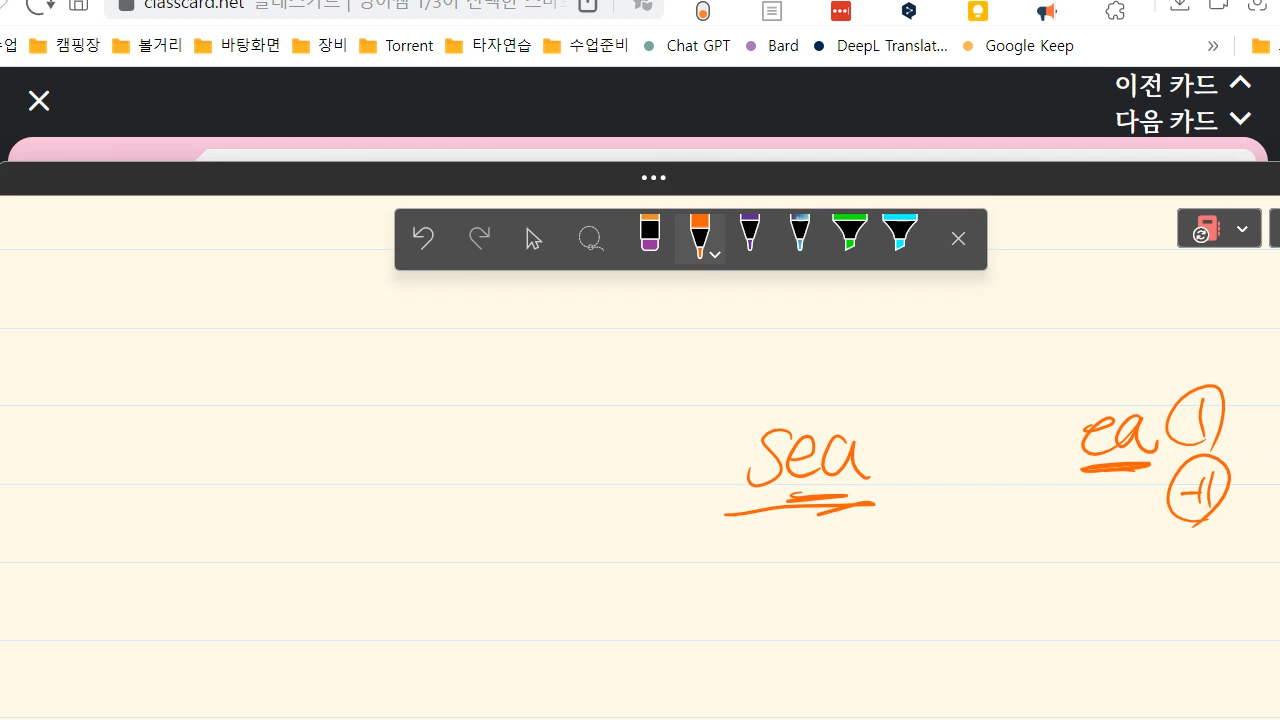 classcard.net
캠핑장 볼거리 바탕화면 장비 Torrent 타자연습 수업준비 Chat GPT Bard DeepL Translat... Google Keep »
이전 카드
다음 카드
sea
ea ㅣ
ㅔ